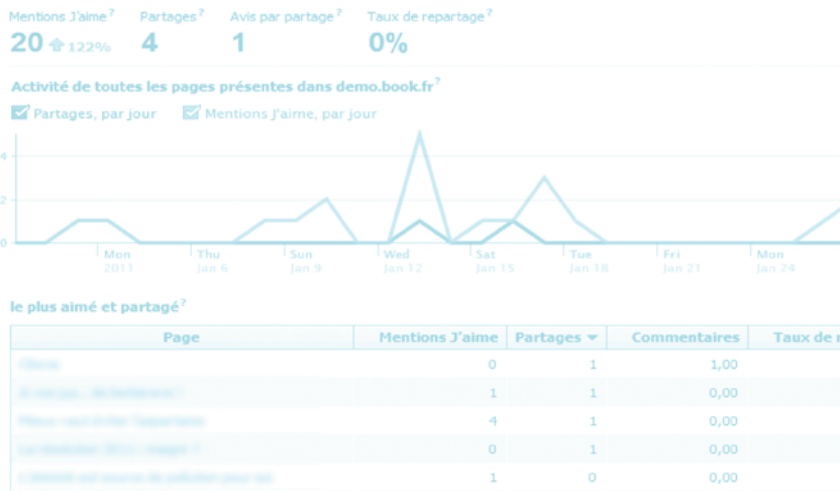 Mentions J'aime? Partages? Avis par partage? Taux de repartage?
20 122% 4 1 0%
Activité de toutes les pages présentes dans demo.book.fr?
Partages, par jour Mentions J'aime, par jour
4
2
0
Mon Thu Sun Wed Sat Tue Fri Mon
2011 Jan 6 Jan 9 Jan 12 Jan 15 Jan 18 Jan 21 Jan 24
le plus aimé et partagé?
Page Mentions J'aime Partages Commentaires Taux de r
0 1 1,00
1 1 0,00
4 1 0,00
0 1 0,00
1 0 0,00